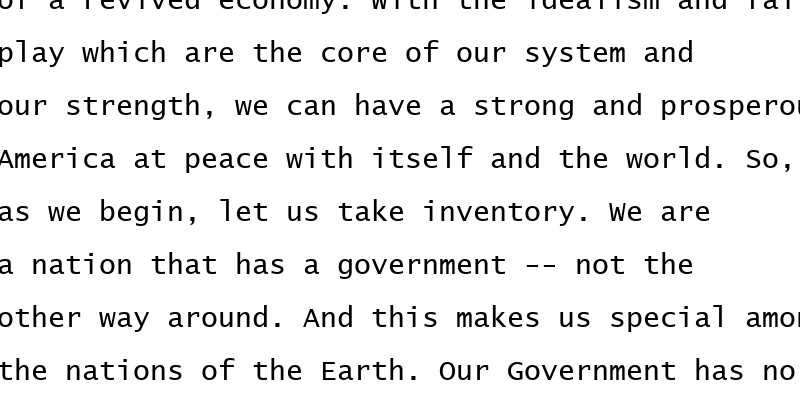 of a revived economy. With the idealism and fair
play which are the core of our system and
our strength, we can have a strong and prosperou
America at peace with itself and the world. So,
as we begin, let us take inventory. We are
a nation that has a government -- not the
other way around. And this makes us special amon
the nations of the Earth. Our Government has no